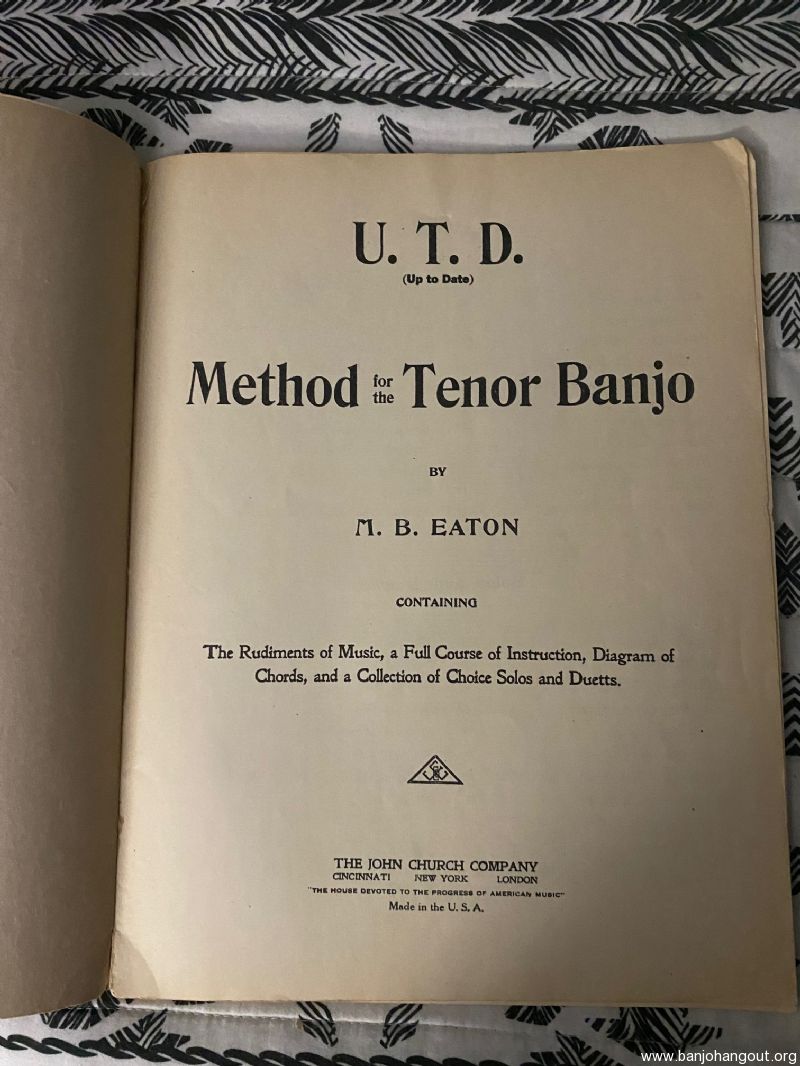 U. T. D.
(Up to Date)
Method for the Tenor Banjo
BY
M. B. EATON
CONTAINING
The Rudiments of Music, a Full Course of Instruction, Diagram of
Chords, and a Collection of Choice Solos and Duetts.
THE JOHN CHURCH COMPANY
CINCINNATI NEW YORK LONDON
"THE HOUSE DEVOTED TO THE PROGRESS OF AMERICAN MUSIC"
Made in the U. S. A.
www.banjohangout.org